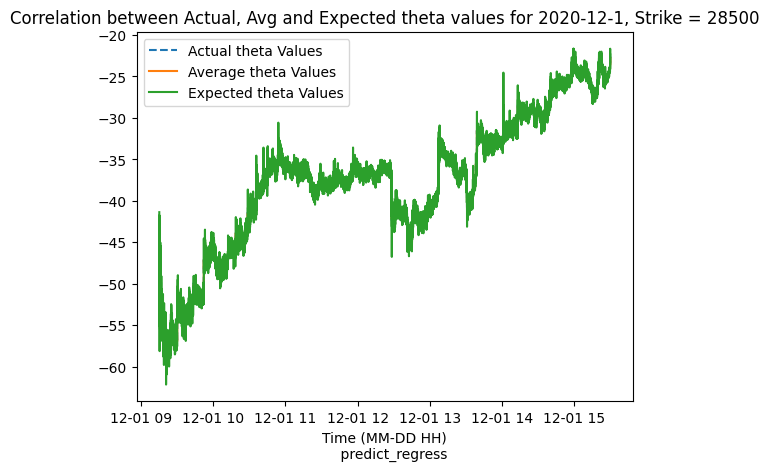 Correlation between Actual, Avg and Expected theta values for 2020-12-1, Strike = 28500
Actual theta Values
Average theta Values
Expected theta Values
−20
−25
−30
−35
−40
−45
−50
−55
−60
12-01 09 12-01 10 12-01 11 12-01 12 12-01 13 12-01 14 12-01 15
Time (MM-DD HH)
predict_regress